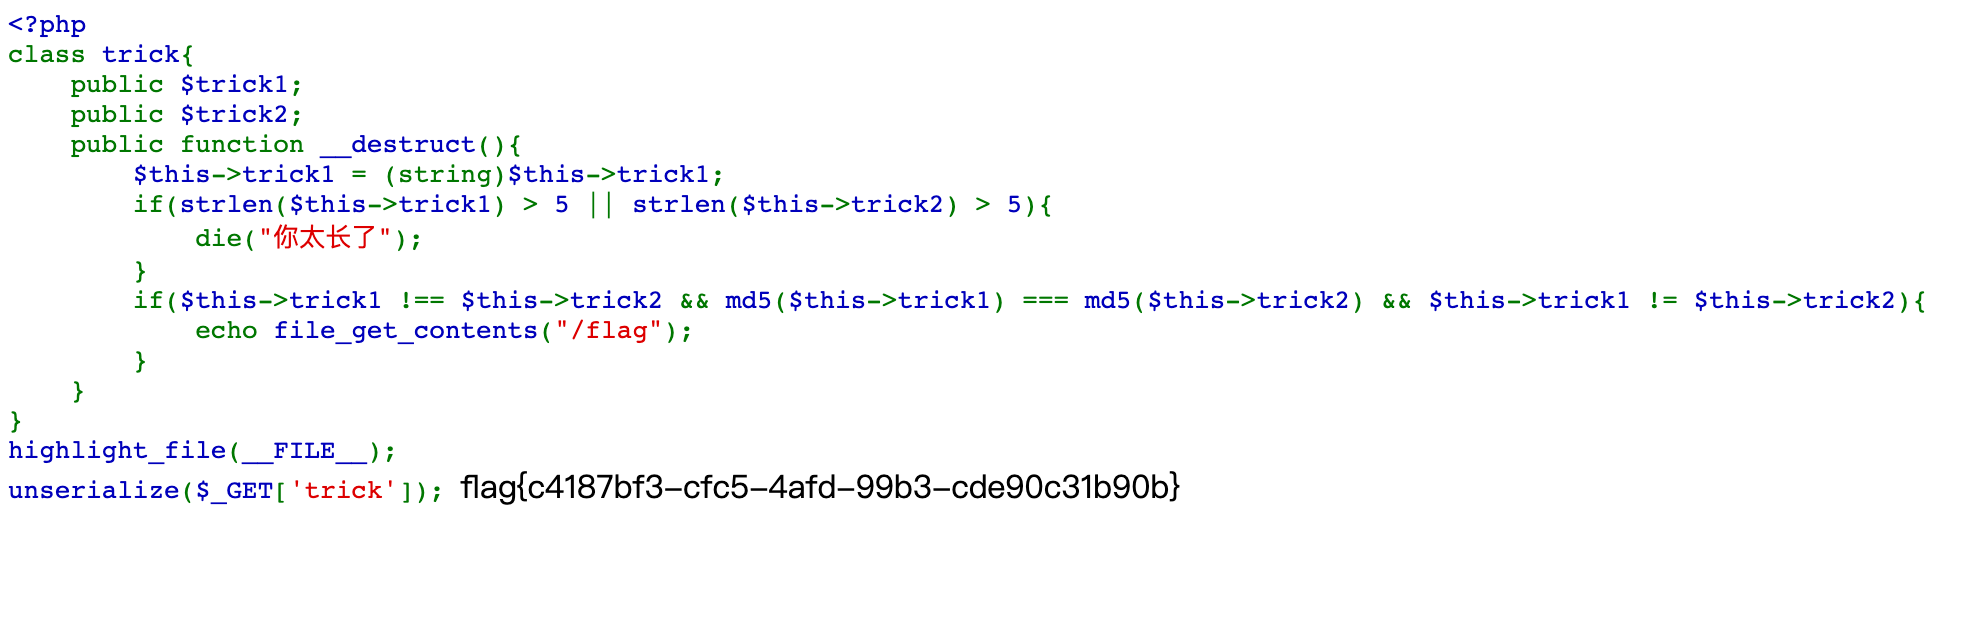 <?php
class trick{
    public $trick1;
    public $trick2;
    public function __destruct(){
        $this->trick1 = (string)$this->trick1;
        if(strlen($this->trick1) > 5 || strlen($this->trick2) > 5){
            die("你太长了");
        }
        if($this->trick1 !== $this->trick2 && md5($this->trick1) === md5($this->trick2) && $this->trick1 != $this->trick2){
            echo file_get_contents("/flag");
        }
    }
}
highlight_file(__FILE__);
unserialize($_GET['trick']); flag{c4187bf3-cfc5-4afd-99b3-cde90c31b90b}